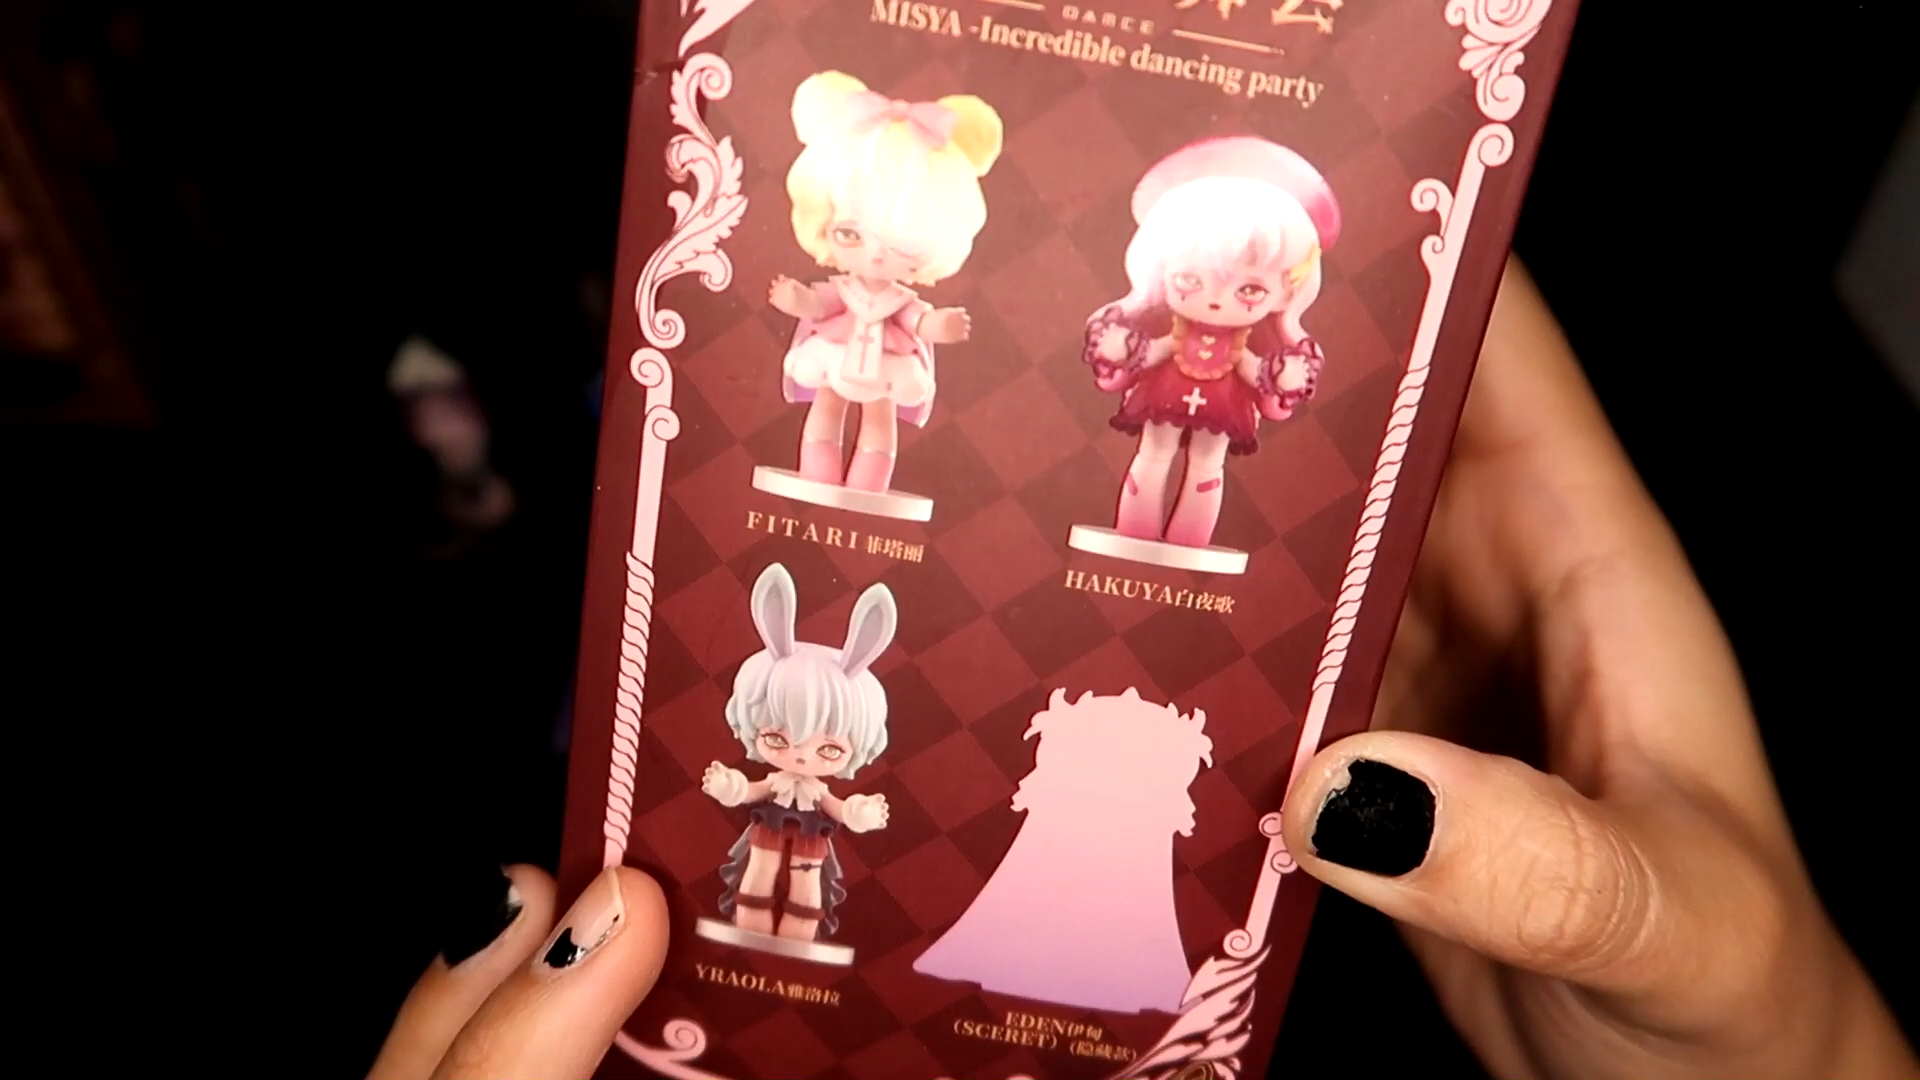 DANCE
MISYA -Incredible dancing party
FITARI 菲塔丽
HAKUYA白夜歌
YRAOLA雅洛拉
EDEN伊甸
(SCERET) (隐藏款)